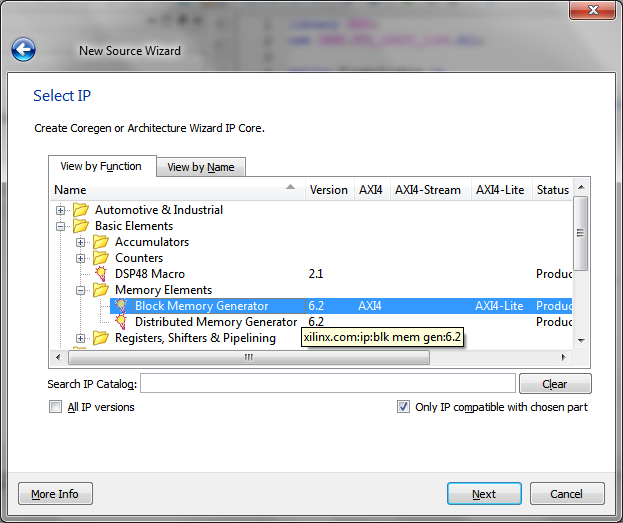 New Source Wizard
Select IP
Create Coregen or Architecture Wizard IP Core.
View by Function View by Name
Name Version AXI4 AXI4-Stream AXI4-Lite Status
Automotive & Industrial
Basic Elements
Accumulators
Counters
DSP48 Macro 2.1 Produc
Memory Elements
Block Memory Generator 6.2 AXI4 AXI4-Lite Produc
Distributed Memory Generator 6.2 Produc
xilinx.com:ip:blk mem gen:6.2
Registers, Shifters & Pipelining
Search IP Catalog: Clear
All IP versions Only IP compatible with chosen part
More Info Next Cancel